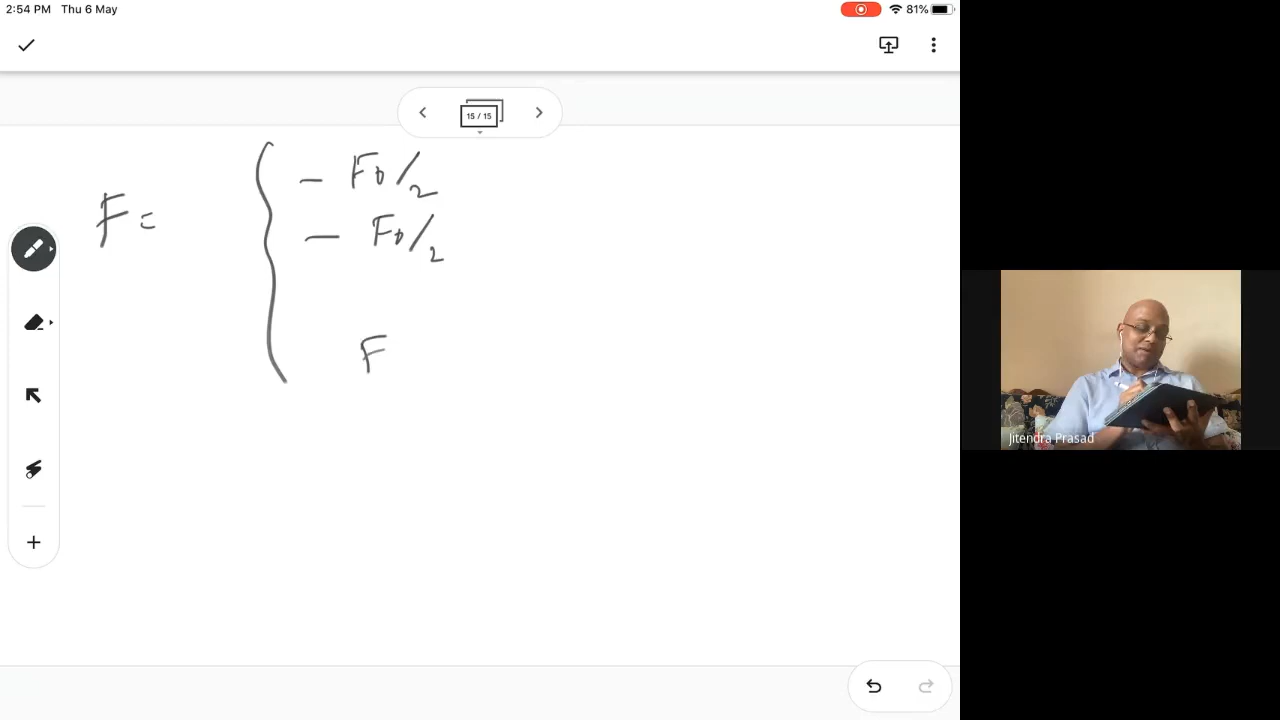 2:54 PM Thu 6 May
81%
15 / 15
F =
- F0/2
- F0/2
F
Jitendra Prasad